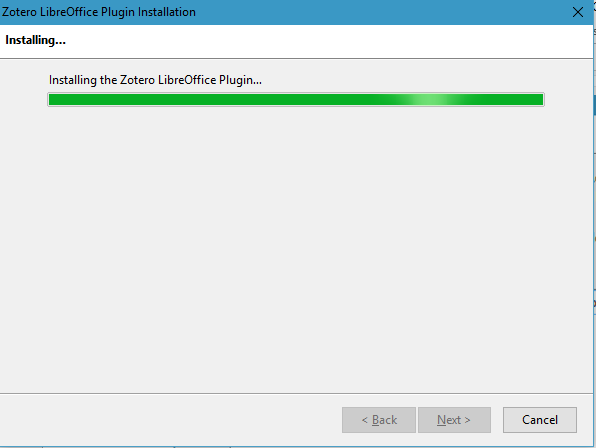 Zotero LibreOffice Plugin Installation
Installing...
Installing the Zotero LibreOffice Plugin...
< Back Next > Cancel